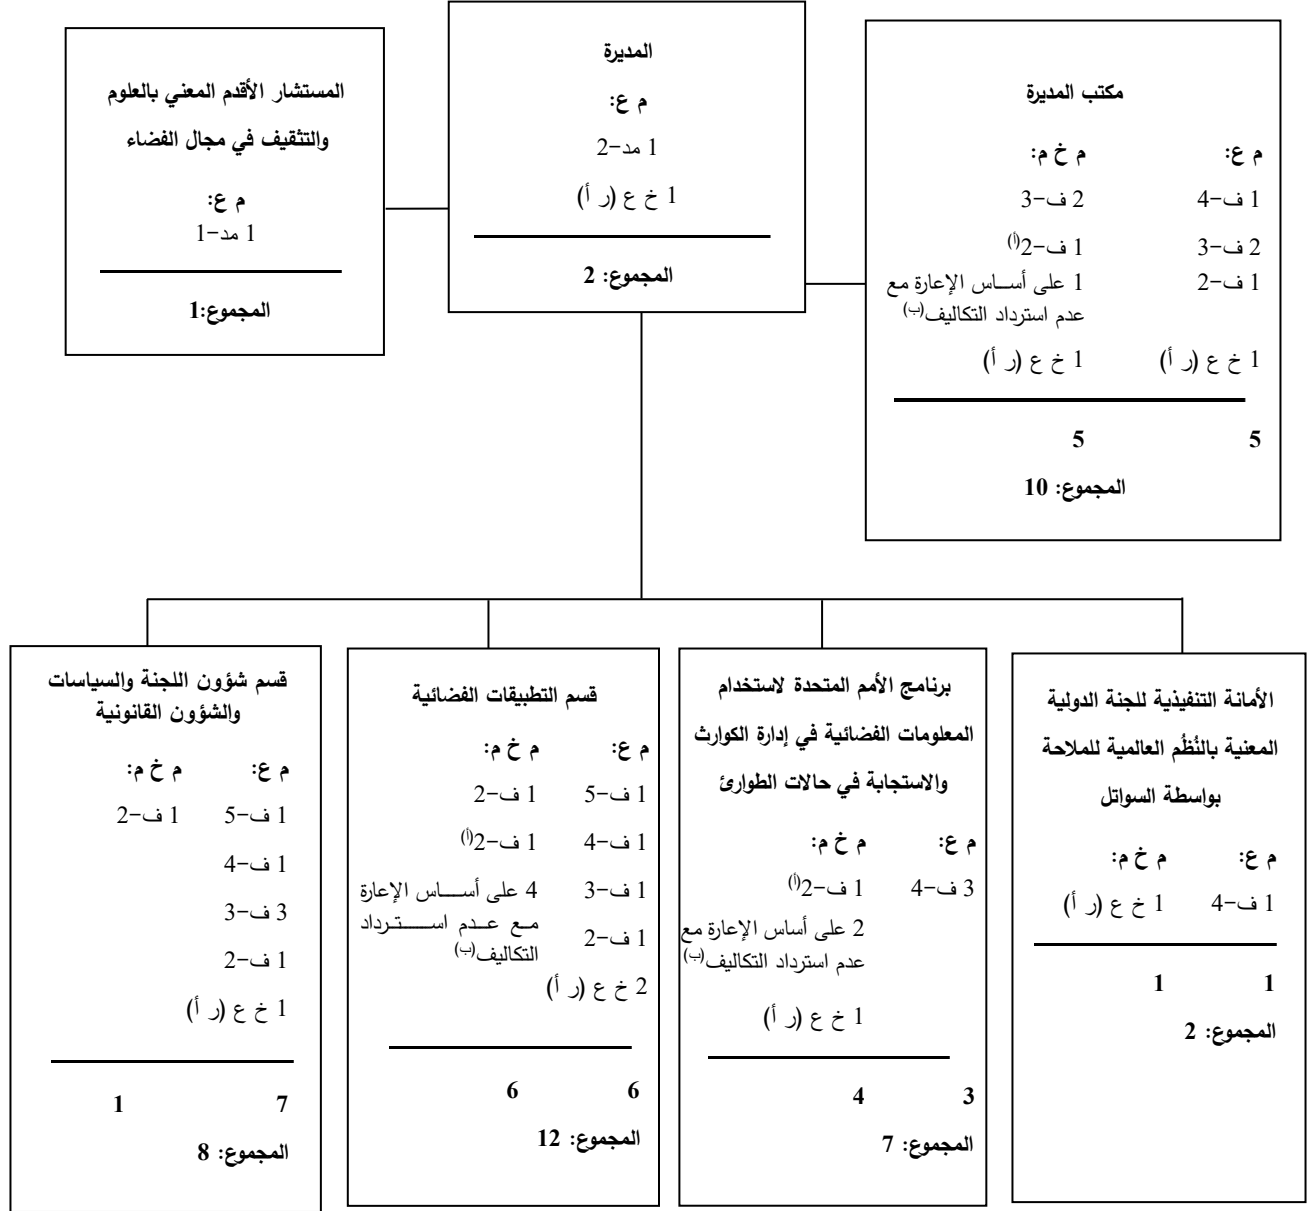 المديرة
م ع:
1 مد-2
1 خ ع (ر أ)
المجموع: 2
مكتب المديرة
م ع: م خ م:
1 ف-4 2 ف-3
2 ف-3 1 ف-2(أ)
1 ف-2 1 على أساس الإعارة مع
عدم استرداد التكاليف(ب)
1 خ ع (ر أ) 1 خ ع (ر أ)
5 5
المجموع: 10
المستشار الأقدم المعني بالعلوم
والتثقيف في مجال الفضاء
م ع:
1 مد-1
المجموع:1
الأمانة التنفيذية للجنة الدولية
المعنية بالنُظُم العالمية للملاحة
بواسطة السواتل
م ع: م خ م:
1 ف-4 1 خ ع (ر أ)
1 1
المجموع: 2
برنامج الأمم المتحدة لاستخدام
المعلومات الفضائية في إدارة الكوارث
والاستجابة في حالات الطوارئ
م ع: م خ م:
3 ف-4 1 ف-2(أ)
2 على أساس الإعارة مع
عدم استرداد التكاليف(ب)
1 خ ع (ر أ)
3 4
المجموع: 7
قسم التطبيقات الفضائية
م ع: م خ م:
1 ف-5 1 ف-2
1 ف-4 1 ف-2(أ)
1 ف-3 4 على أســـاس الإعارة
1 ف-2 مـع عـدم اســـتـرداد
التكاليف(ب)
2 خ ع (ر أ)
6 6
المجموع: 12
قسم شؤون اللجنة والسياسات
والشؤون القانونية
م ع: م خ م:
1 ف-5 1 ف-2
1 ف-4
3 ف-3
1 ف-2
1 خ ع (ر أ)
7 1
المجموع: 8